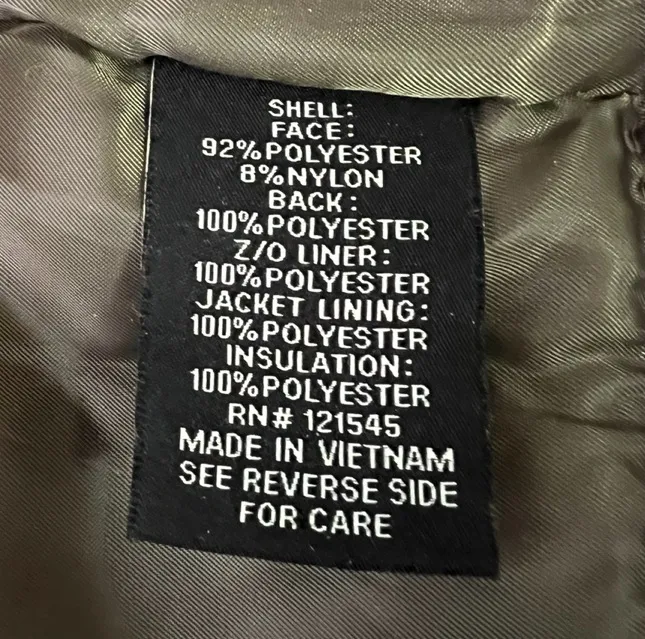 SHELL:
FACE:
92%POLYESTER
8%NYLON
BACK:
100%POLYESTER
Z/O LINER:
100%POLYESTER
JACKET LINING:
100%POLYESTER
INSULATION:
100%POLYESTER
RN# 121545
MADE IN VIETNAM
SEE REVERSE SIDE
FOR CARE